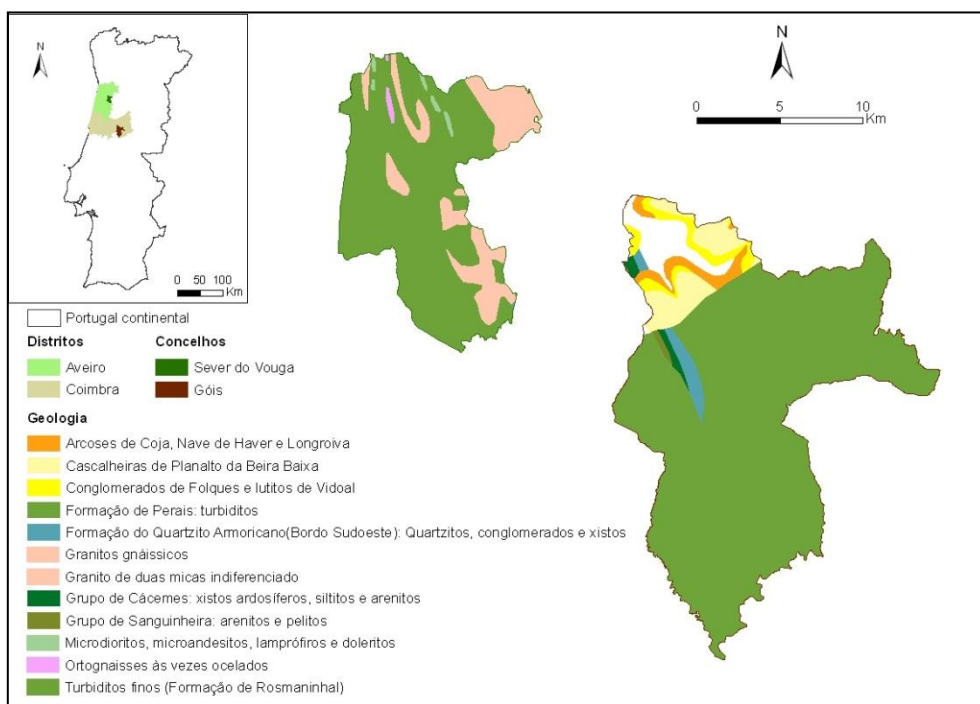 N
0 50 100
Km
N
0 5 10
Km
Portugal continental
Distritos
Concelhos
Aveiro
Sever do Vouga
Coimbra
Góis
Geologia
Arcoses de Coja, Nave de Haver e Longroiva
Cascalheiras de Planalto da Beira Baixa
Conglomerados de Folques e lutitos de Vidoal
Formação de Perais: turbiditos
Formação do Quartzito Armoricano(Bordo Sudoeste): Quartzitos, conglomerados e xistos
Granitos gnáissicos
Granito de duas micas indiferenciado
Grupo de Cácemes: xistos ardosíferos, siltitos e arenitos
Grupo de Sanguinheira: arenitos e pelitos
Microdioritos, microandesitos, lamprófiros e doleritos
Ortognaisses às vezes ocelados
Turbiditos finos (Formação de Rosmaninhal)